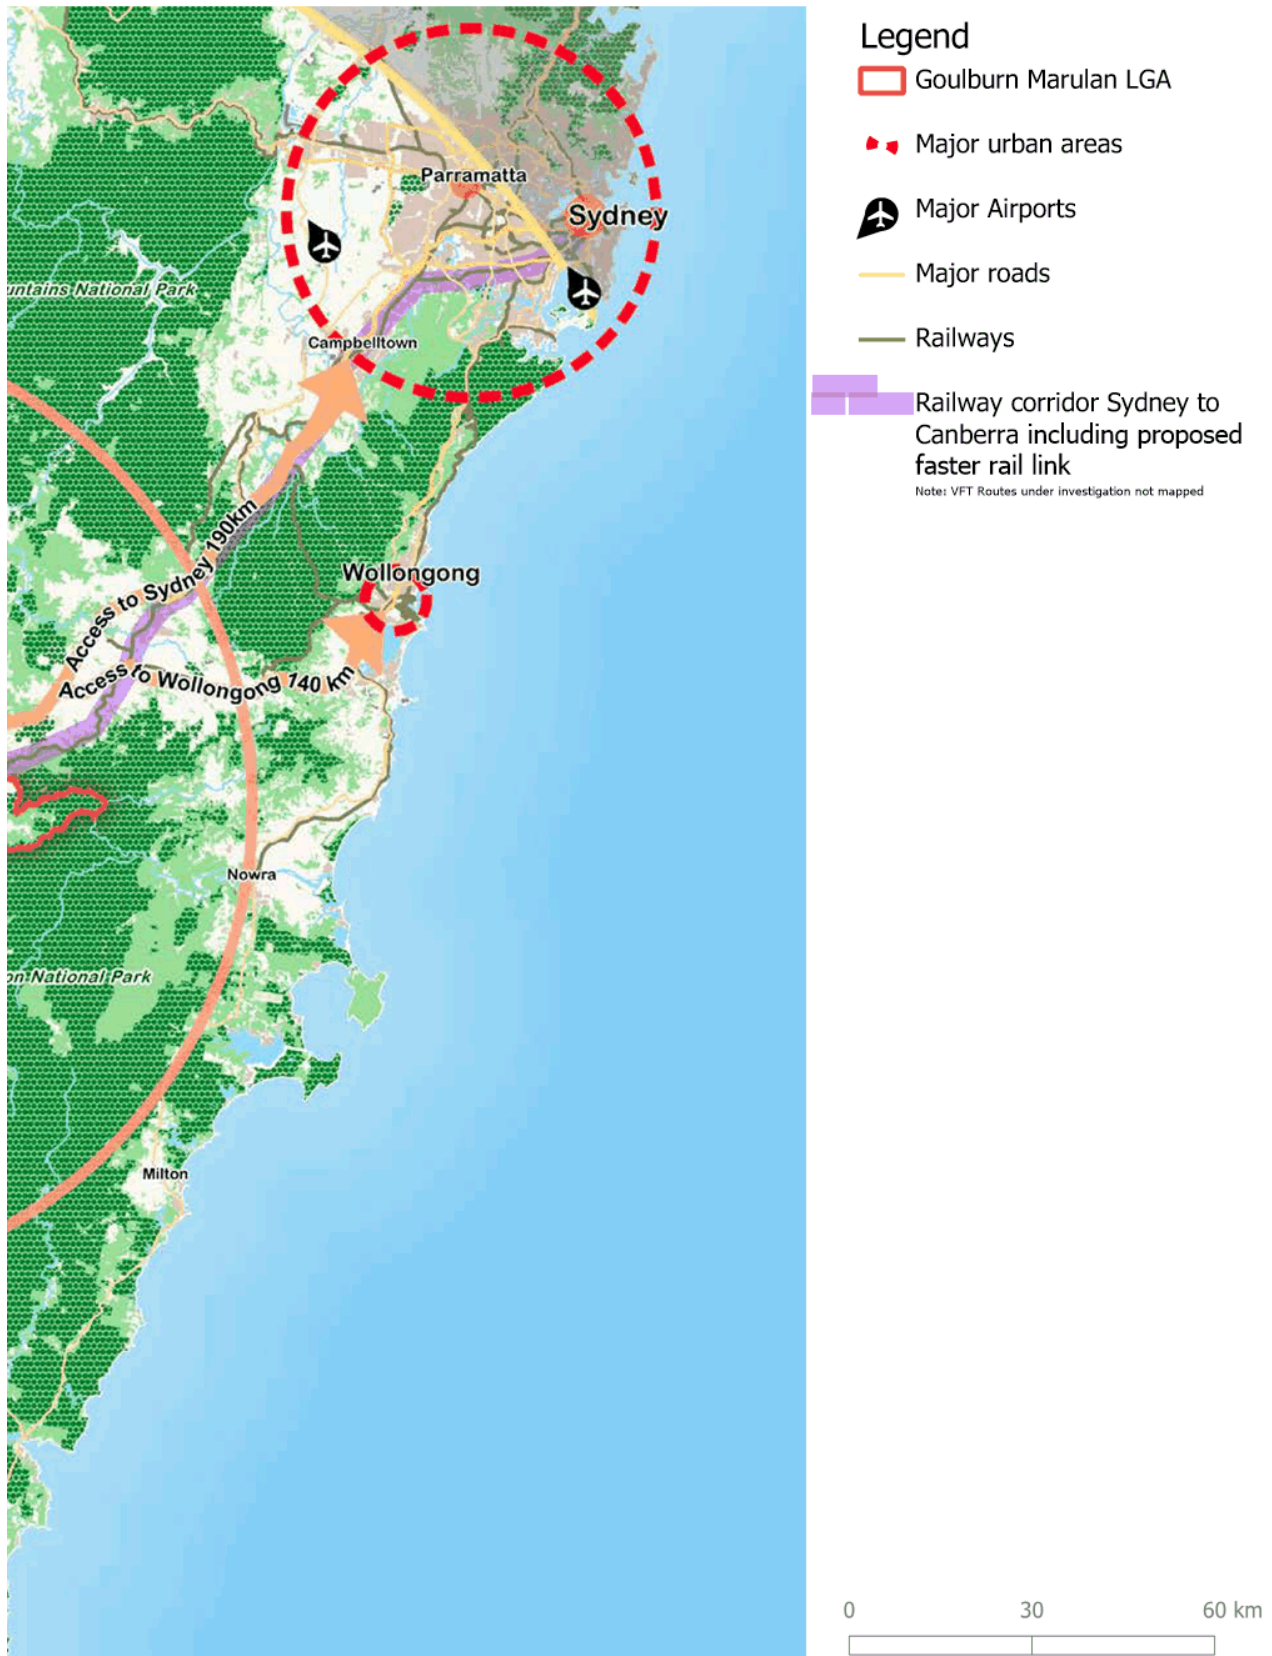 Legend
Goulburn Marulan LGA
Major urban areas
Major Airports
Major roads
Railways
Railway corridor Sydney to
Canberra including proposed
faster rail link
Note: VFT Routes under investigation not mapped
Parramatta
Sydney
untains National Park
Campbelltown
Access to Sydney 190km
Wollongong
Access to Wollongong 140 km
Nowra
on National Park
Milton
0 30 60 km